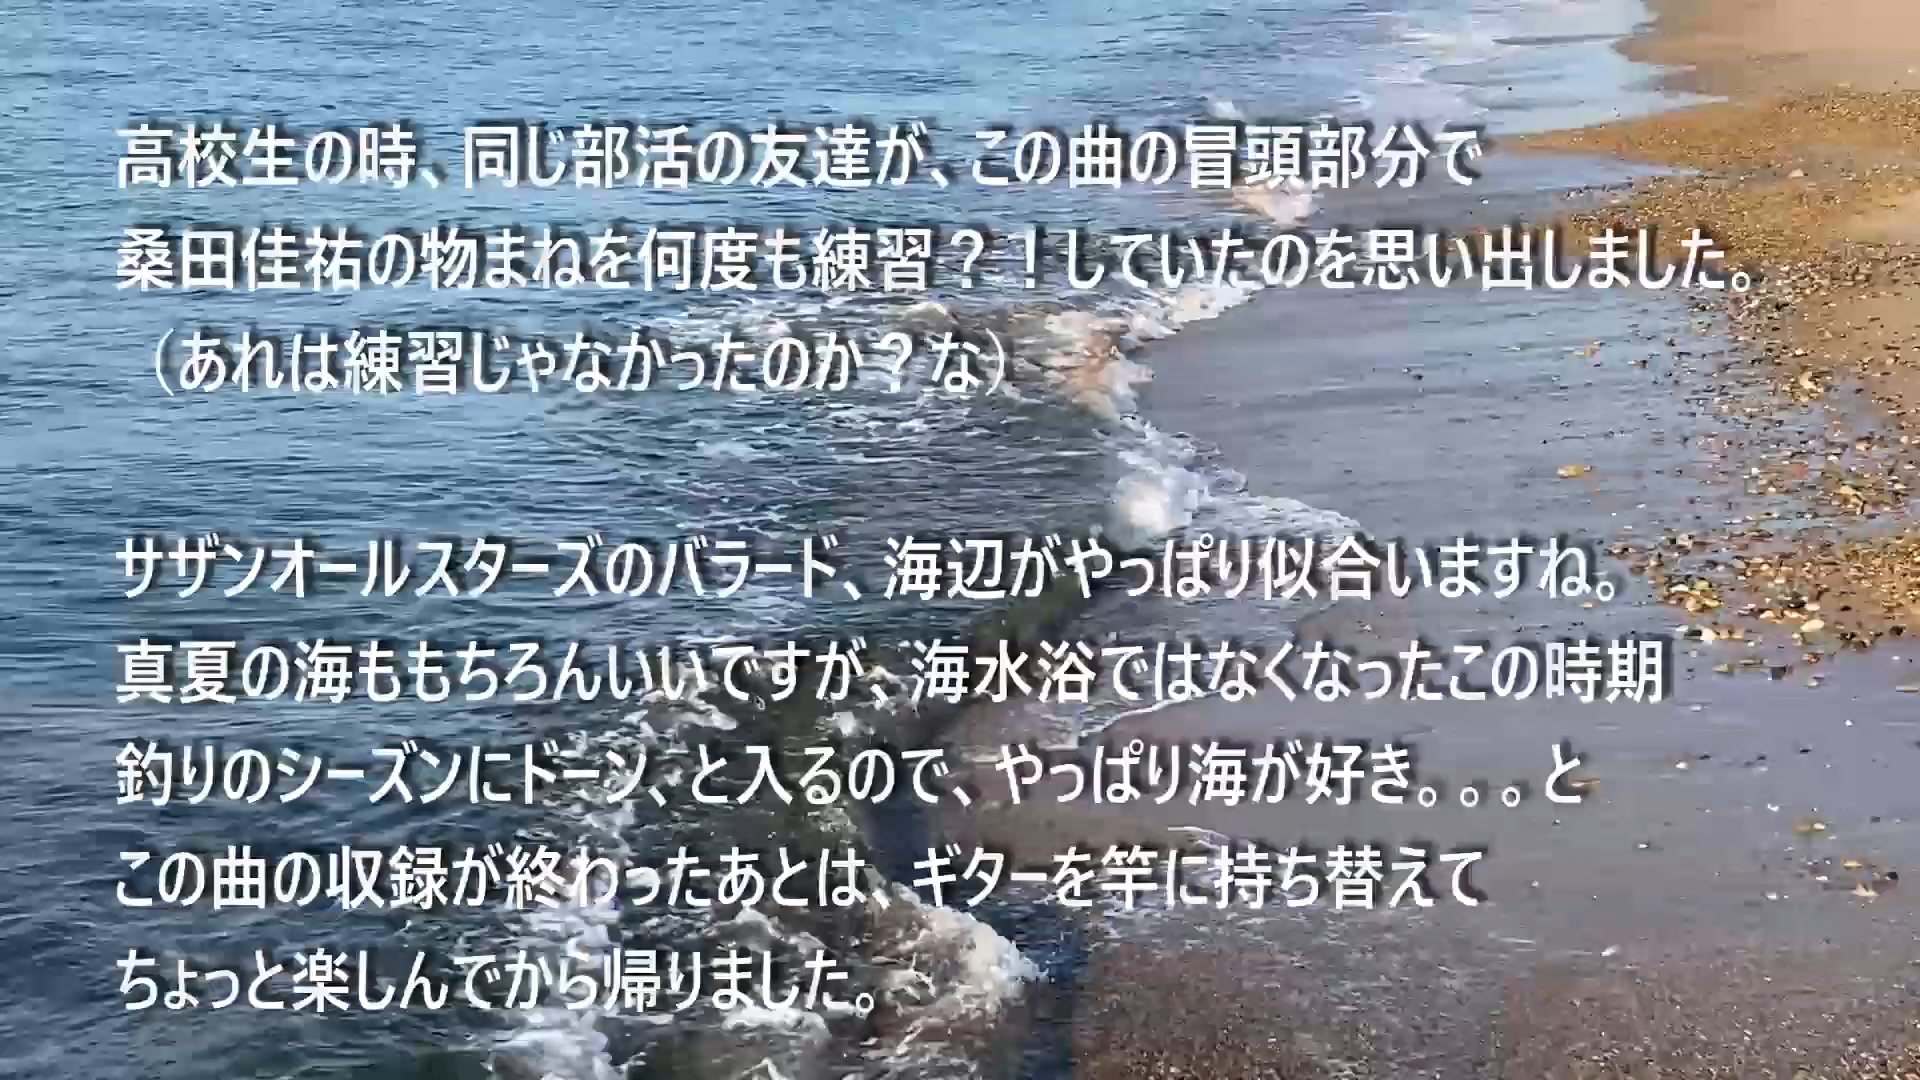 高校生の時、同じ部活の友達が、この曲の冒頭部分で
桑田佳祐の物まねを何度も練習？！していたのを思い出しました。
（あれは練習じゃなかったのか？な）
サザンオールスターズのバラード、海辺がやっぱり似合いますね。
真夏の海ももちろんいいですが、海水浴ではなくなったこの時期
釣りのシーズンにドーン、と入るので、やっぱり海が好き。。。と
この曲の収録が終わったあとは、ギターを竿に持ち替えて
ちょっと楽しんでから帰りました。